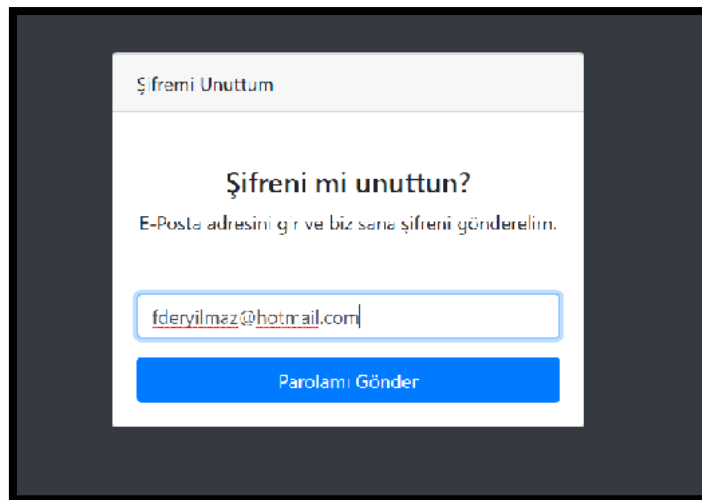 Şifremi Unuttum
Şifreni mi unuttun?
E-Posta adresini gir ve biz sana şifreni gönderelim.
fderyilmaz@hotmail.com
Parolamı Gönder